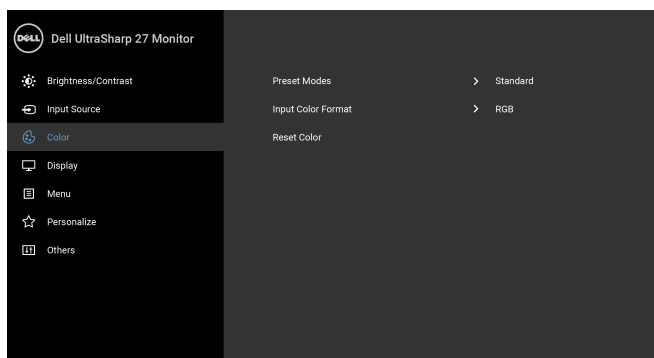 DELL Dell UltraSharp 27 Monitor
Brightness/Contrast
Input Source
Color
Display
Menu
Personalize
Others
Preset Modes Standard
Input Color Format RGB
Reset Color